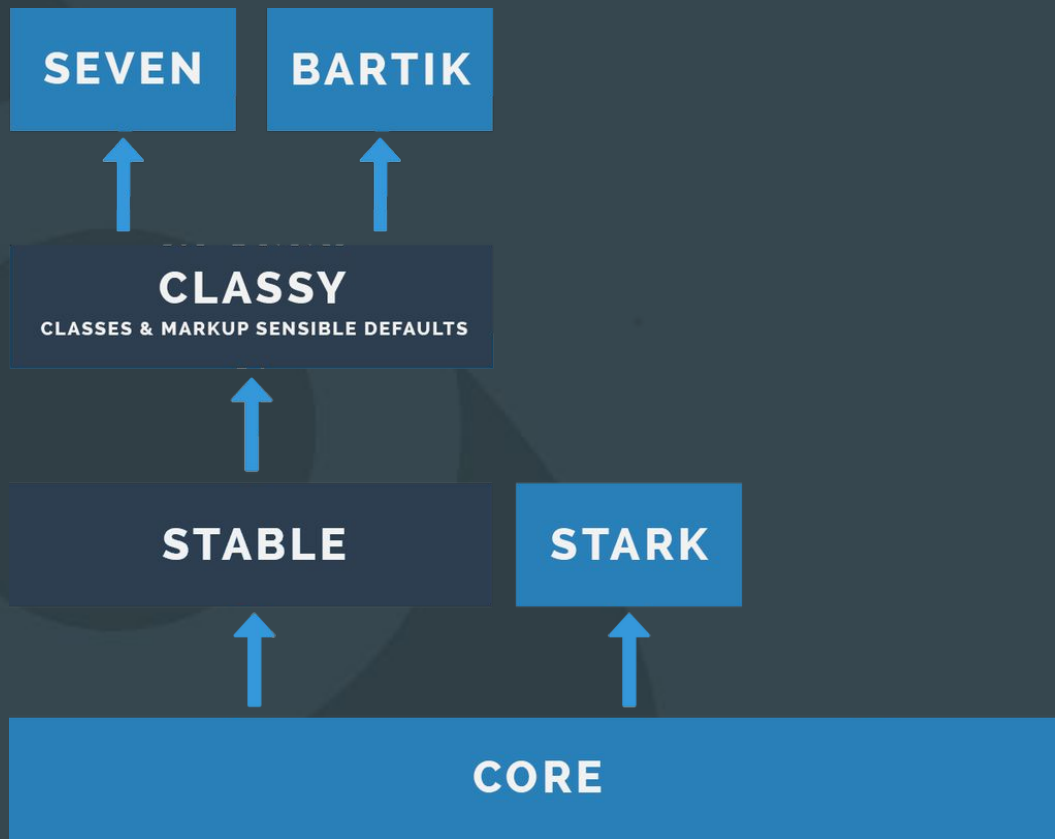 SEVEN
BARTIK
CLASSY
CLASSES & MARKUP SENSIBLE DEFAULTS
STABLE
STARK
CORE